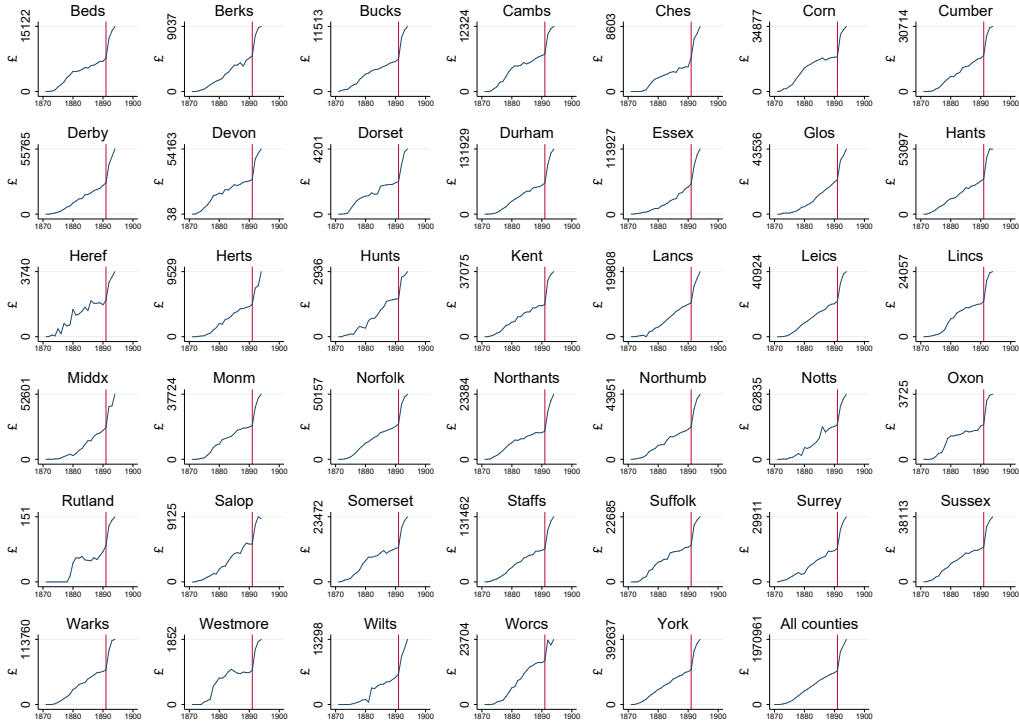 Beds Berks Bucks Cambs Ches Corn Cumber
15122 9037 11513 12324 8603 34877 30714
£ £ £ £ £ £ £
0 0 0 0 0 0 0
1870 1880 1890 1900 1870 1880 1890 1900 1870 1880 1890 1900 1870 1880 1890 1900 1870 1880 1890 1900 1870 1880 1890 1900 1870 1880 1890 1900
Derby Devon Dorset Durham Essex Glos Hants
55765 54163 4201 131929 113927 43536 53097
£ £ £ £ £ £ £
0 38 0 0 0 0 0
1870 1880 1890 1900 1870 1880 1890 1900 1870 1880 1890 1900 1870 1880 1890 1900 1870 1880 1890 1900 1870 1880 1890 1900 1870 1880 1890 1900
Heref Herts Hunts Kent Lancs Leics Lincs
3740 9529 2936 37075 199808 40924 24057
£ £ £ £ £ £ £
0 0 0 0 0 0 0
1870 1880 1890 1900 1870 1880 1890 1900 1870 1880 1890 1900 1870 1880 1890 1900 1870 1880 1890 1900 1870 1880 1890 1900 1870 1880 1890 1900
Middx Monm Norfolk Northants Northumb Notts Oxon
52601 37724 50157 23384 43951 62835 3725
£ £ £ £ £ £ £
0 0 0 0 0 0 0
1870 1880 1890 1900 1870 1880 1890 1900 1870 1880 1890 1900 1870 1880 1890 1900 1870 1880 1890 1900 1870 1880 1890 1900 1870 1880 1890 1900
Rutland Salop Somerset Staffs Suffolk Surrey Sussex
151 9125 23472 131462 22685 29911 38113
£ £ £ £ £ £ £
0 0 0 0 0 0 0
1870 1880 1890 1900 1870 1880 1890 1900 1870 1880 1890 1900 1870 1880 1890 1900 1870 1880 1890 1900 1870 1880 1890 1900 1870 1880 1890 1900
Warks Westmore Wilts Worcs York All counties
113760 1852 13298 23704 392637 1970961
£ £ £ £ £ £
0 0 0 0 0 0
1870 1880 1890 1900 1870 1880 1890 1900 1870 1880 1890 1900 1870 1880 1890 1900 1870 1880 1890 1900 1870 1880 1890 1900